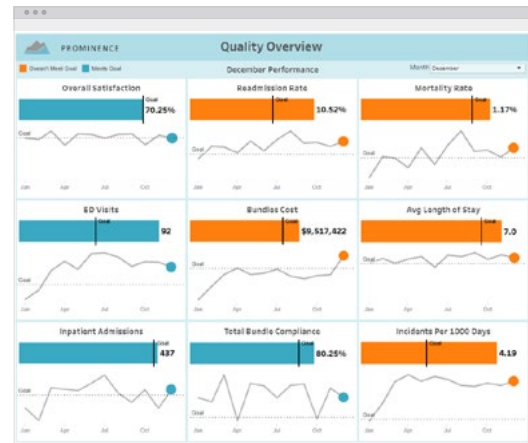 PROMINENCE
Quality Overview
Doesn't Meet Goal Meets Goal
December Performance
Month December
Overall Satisfaction
Goal
70.25%
Goal
Jan Apr Jul Oct
Readmission Rate
Goal
10.52%
Goal
Jan Apr Jul Oct
Mortality Rate
Goal
1.17%
Goal
Jan Apr Jul Oct
ED Visits
Goal
92
Goal
Jan Apr Jul Oct
Bundles Cost
Goal
$9,517,422
Goal
Jan Apr Jul Oct
Avg Length of Stay
Goal
7.0
Goal
Jan Apr Jul Oct
Inpatient Admissions
Goal
437
Goal
Jan Apr Jul Oct
Total Bundle Compliance
Goal
80.25%
Goal
Jan Apr Jul Oct
Incidents Per 1000 Days
Goal
4.19
Goal
Jan Apr Jul Oct